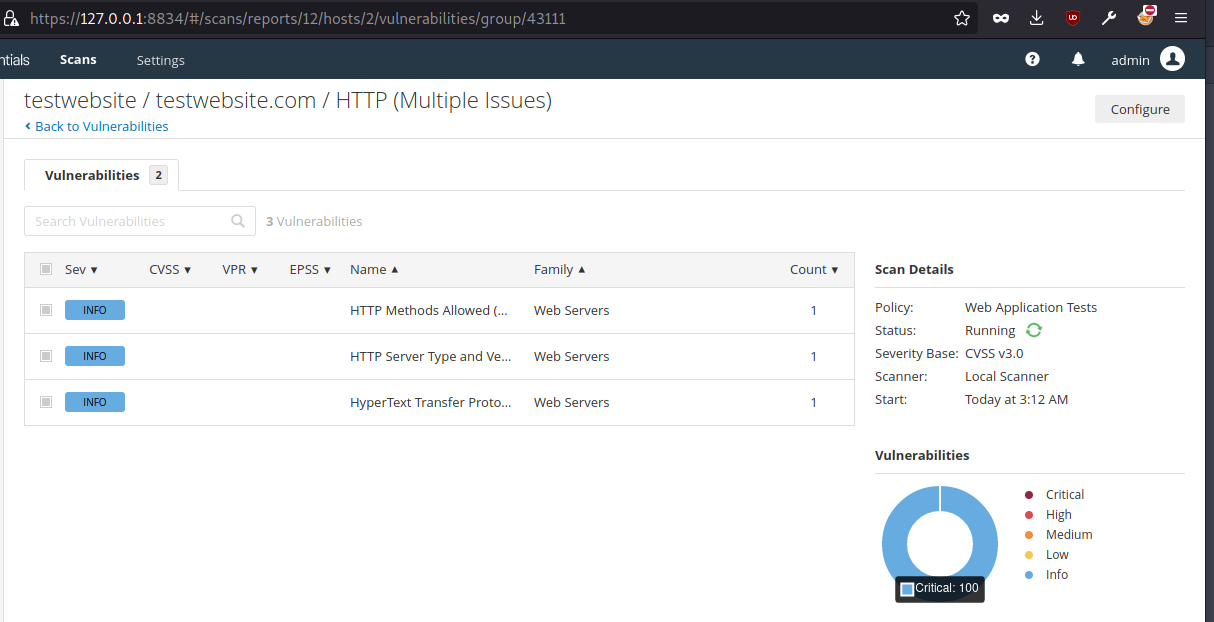 https://127.0.0.1:8834/#/scans/reports/12/hosts/2/vulnerabilities/group/43111
ntials Scans Settings ? admin
testwebsite / testwebsite.com / HTTP (Multiple Issues)
Configure
‹ Back to Vulnerabilities
Vulnerabilities 2
Search Vulnerabilities 3 Vulnerabilities
Sev ▼ CVSS ▼ VPR ▼ EPSS ▼ Name ▲ Family ▲ Count ▼
INFO HTTP Methods Allowed (... Web Servers 1
INFO HTTP Server Type and Ve... Web Servers 1
INFO HyperText Transfer Proto... Web Servers 1
Scan Details
Policy: Web Application Tests
Status: Running
Severity Base: CVSS v3.0
Scanner: Local Scanner
Start: Today at 3:12 AM
Vulnerabilities
Critical
High
Medium
Low
Info
Critical: 100